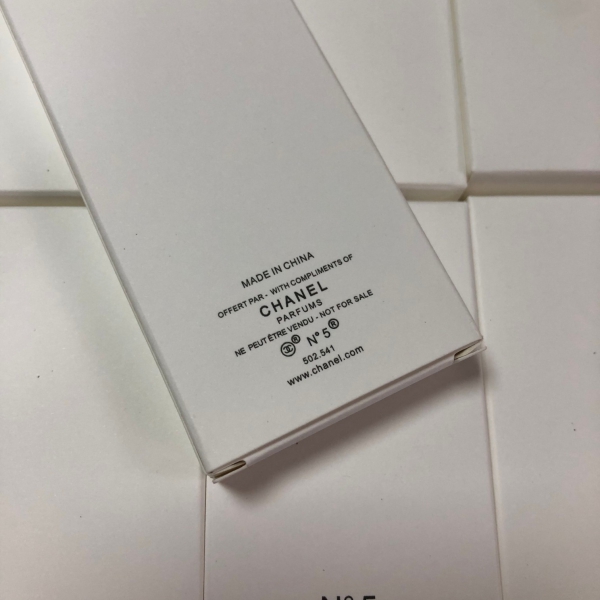 MADE IN CHINA
OFFERT PAR - WITH COMPLIMENTS OF
CHANEL
PARFUMS
NE PEUT ÊTRE VENDU - NOT FOR SALE
® N°5®
502.541
www.chanel.com
N°5